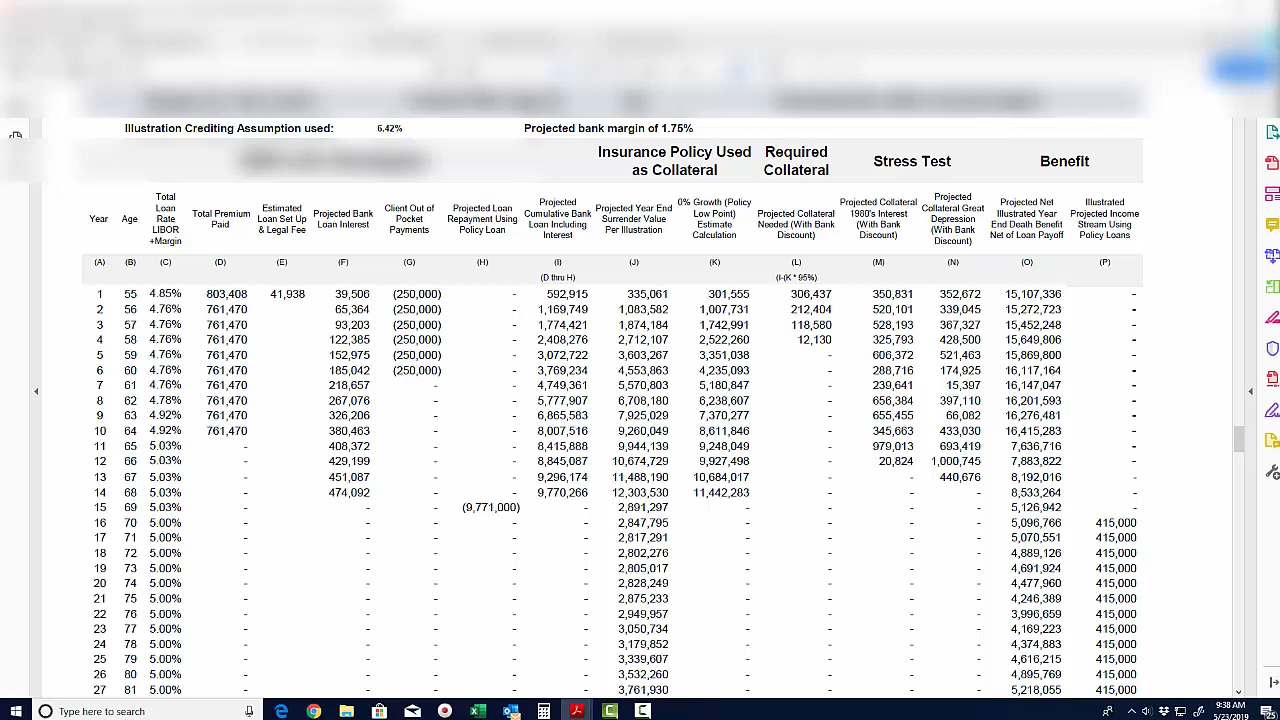 Illustration Crediting Assumption used: 6.42% Projected bank margin of 1.75%
Insurance Policy Used as Collateral Required Collateral Stress Test Benefit
Year Age Total Loan Rate LIBOR +Margin Total Premium Paid Estimated Loan Set Up & Legal Fee Projected Bank Loan Interest Client Out of Pocket Payments Projected Loan Repayment Using Policy Loan Projected Cumulative Bank Loan Including Interest Projected Year End Surrender Value Per Illustration 0% Growth (Policy Low Point) Estimate Calculation Projected Collateral Needed (With Bank Discount) Projected Collateral 1980's Interest (With Bank Discount) Projected Collateral Great Depression (With Bank Discount) Projected Net Illustrated Year End Death Benefit Net of Loan Payoff Illustrated Projected Income Stream Using Policy Loans
(A) (B) (C) (D) (E) (F) (G) (H) (I) (J) (K) (L) (M) (N) (O) (P)
(D thru H) (I-(K * 95%)
1 55 4.85% 803,408 41,938 39,506 (250,000) - 592,915 335,061 301,555 306,437 350,831 352,672 15,107,336 -
2 56 4.76% 761,470 65,364 (250,000) - 1,169,749 1,083,582 1,007,731 212,404 520,101 339,045 15,272,723 -
3 57 4.76% 761,470 93,203 (250,000) - 1,774,421 1,874,184 1,742,991 118,580 528,193 367,327 15,452,248 -
4 58 4.76% 761,470 122,385 (250,000) - 2,408,276 2,712,107 2,522,260 12,130 325,793 428,500 15,649,806 -
5 59 4.76% 761,470 152,975 (250,000) - 3,072,722 3,603,267 3,351,038 - 606,372 521,463 15,869,800 -
6 60 4.76% 761,470 185,042 (250,000) - 3,769,234 4,553,863 4,235,093 - 288,716 174,925 16,117,164 -
7 61 4.76% 761,470 218,657 - - 4,749,361 5,570,803 5,180,847 - 239,641 15,397 16,147,047 -
8 62 4.78% 761,470 267,076 - - 5,777,907 6,708,180 6,238,607 - 656,384 397,110 16,201,593 -
9 63 4.92% 761,470 326,206 - - 6,865,583 7,925,029 7,370,277 - 655,455 66,082 16,276,481 -
10 64 4.92% 761,470 380,463 - - 8,007,516 9,260,049 8,611,846 - 345,663 433,030 16,415,283 -
11 65 5.03% - 408,372 - - 8,415,888 9,944,139 9,248,049 - 979,013 693,419 7,636,716 -
12 66 5.03% - 429,199 - - 8,845,087 10,674,729 9,927,498 - 20,824 1,000,745 7,883,822 -
13 67 5.03% - 451,087 - - 9,296,174 11,488,190 10,684,017 - - 440,676 8,192,016 -
14 68 5.03% - 474,092 - - 9,770,266 12,303,530 11,442,283 - - - 8,533,264 -
15 69 5.03% - - - (9,771,000) - 2,891,297 - - - - 5,126,942 -
16 70 5.00% - - - - - 2,847,795 - - - - 5,096,766 415,000
17 71 5.00% - - - - - 2,817,291 - - - - 5,070,551 415,000
18 72 5.00% - - - - - 2,802,276 - - - - 4,889,126 415,000
19 73 5.00% - - - - - 2,805,017 - - - - 4,691,924 415,000
20 74 5.00% - - - - - 2,828,249 - - - - 4,477,960 415,000
21 75 5.00% - - - - - 2,875,233 - - - - 4,246,389 415,000
22 76 5.00% - - - - - 2,949,957 - - - - 3,996,659 415,000
23 77 5.00% - - - - - 3,050,734 - - - - 4,169,223 415,000
24 78 5.00% - - - - - 3,179,852 - - - - 4,374,883 415,000
25 79 5.00% - - - - - 3,339,607 - - - - 4,616,215 415,000
26 80 5.00% - - - - - 3,532,260 - - - - 4,895,769 415,000
27 81 5.00% - - - - - 3,761,930 - - - - 5,218,055 415,000
Type here to search
9:38 AM
5/23/2019